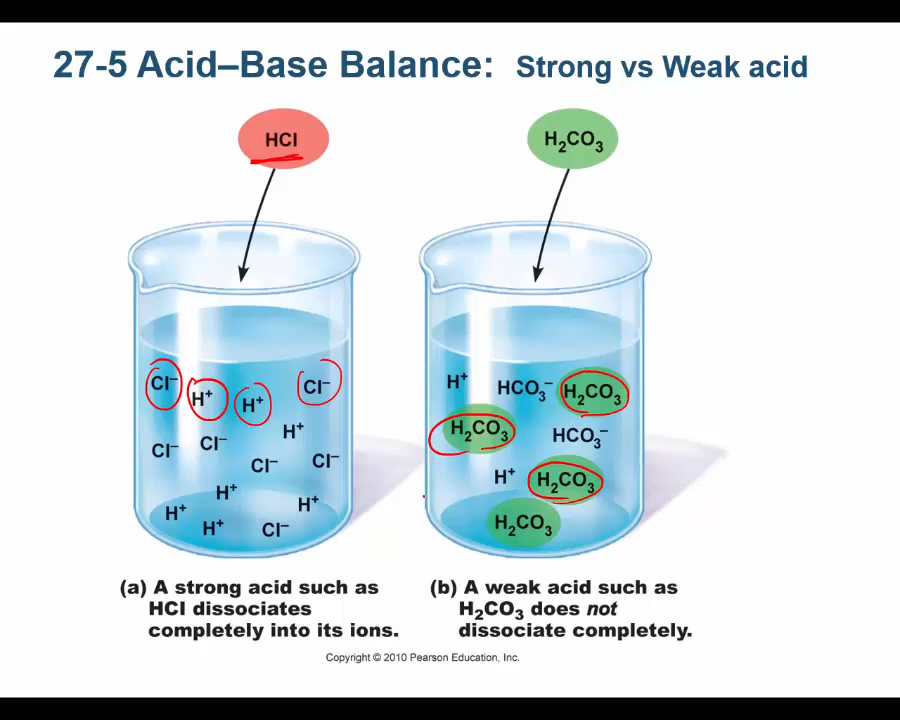 27-5 Acid–Base Balance: Strong vs Weak acid
HCl
H₂CO₃
Cl⁻
H⁺
H⁺
Cl⁻
Cl⁻
Cl⁻
H⁺
Cl⁻
Cl⁻
H⁺
H⁺
H⁺
H⁺
Cl⁻
H⁺
HCO₃⁻
H₂CO₃
H₂CO₃
HCO₃⁻
H⁺
H₂CO₃
H₂CO₃
(a) A strong acid such as
HCl dissociates
completely into its ions.
(b) A weak acid such as
H₂CO₃ does not
dissociate completely.
Copyright © 2010 Pearson Education, Inc.